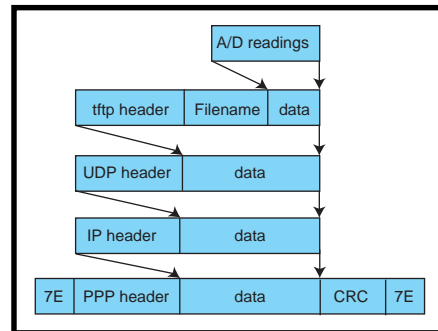 A/D readings
tftp header Filename data
UDP header data
IP header data
7E PPP header data CRC 7E